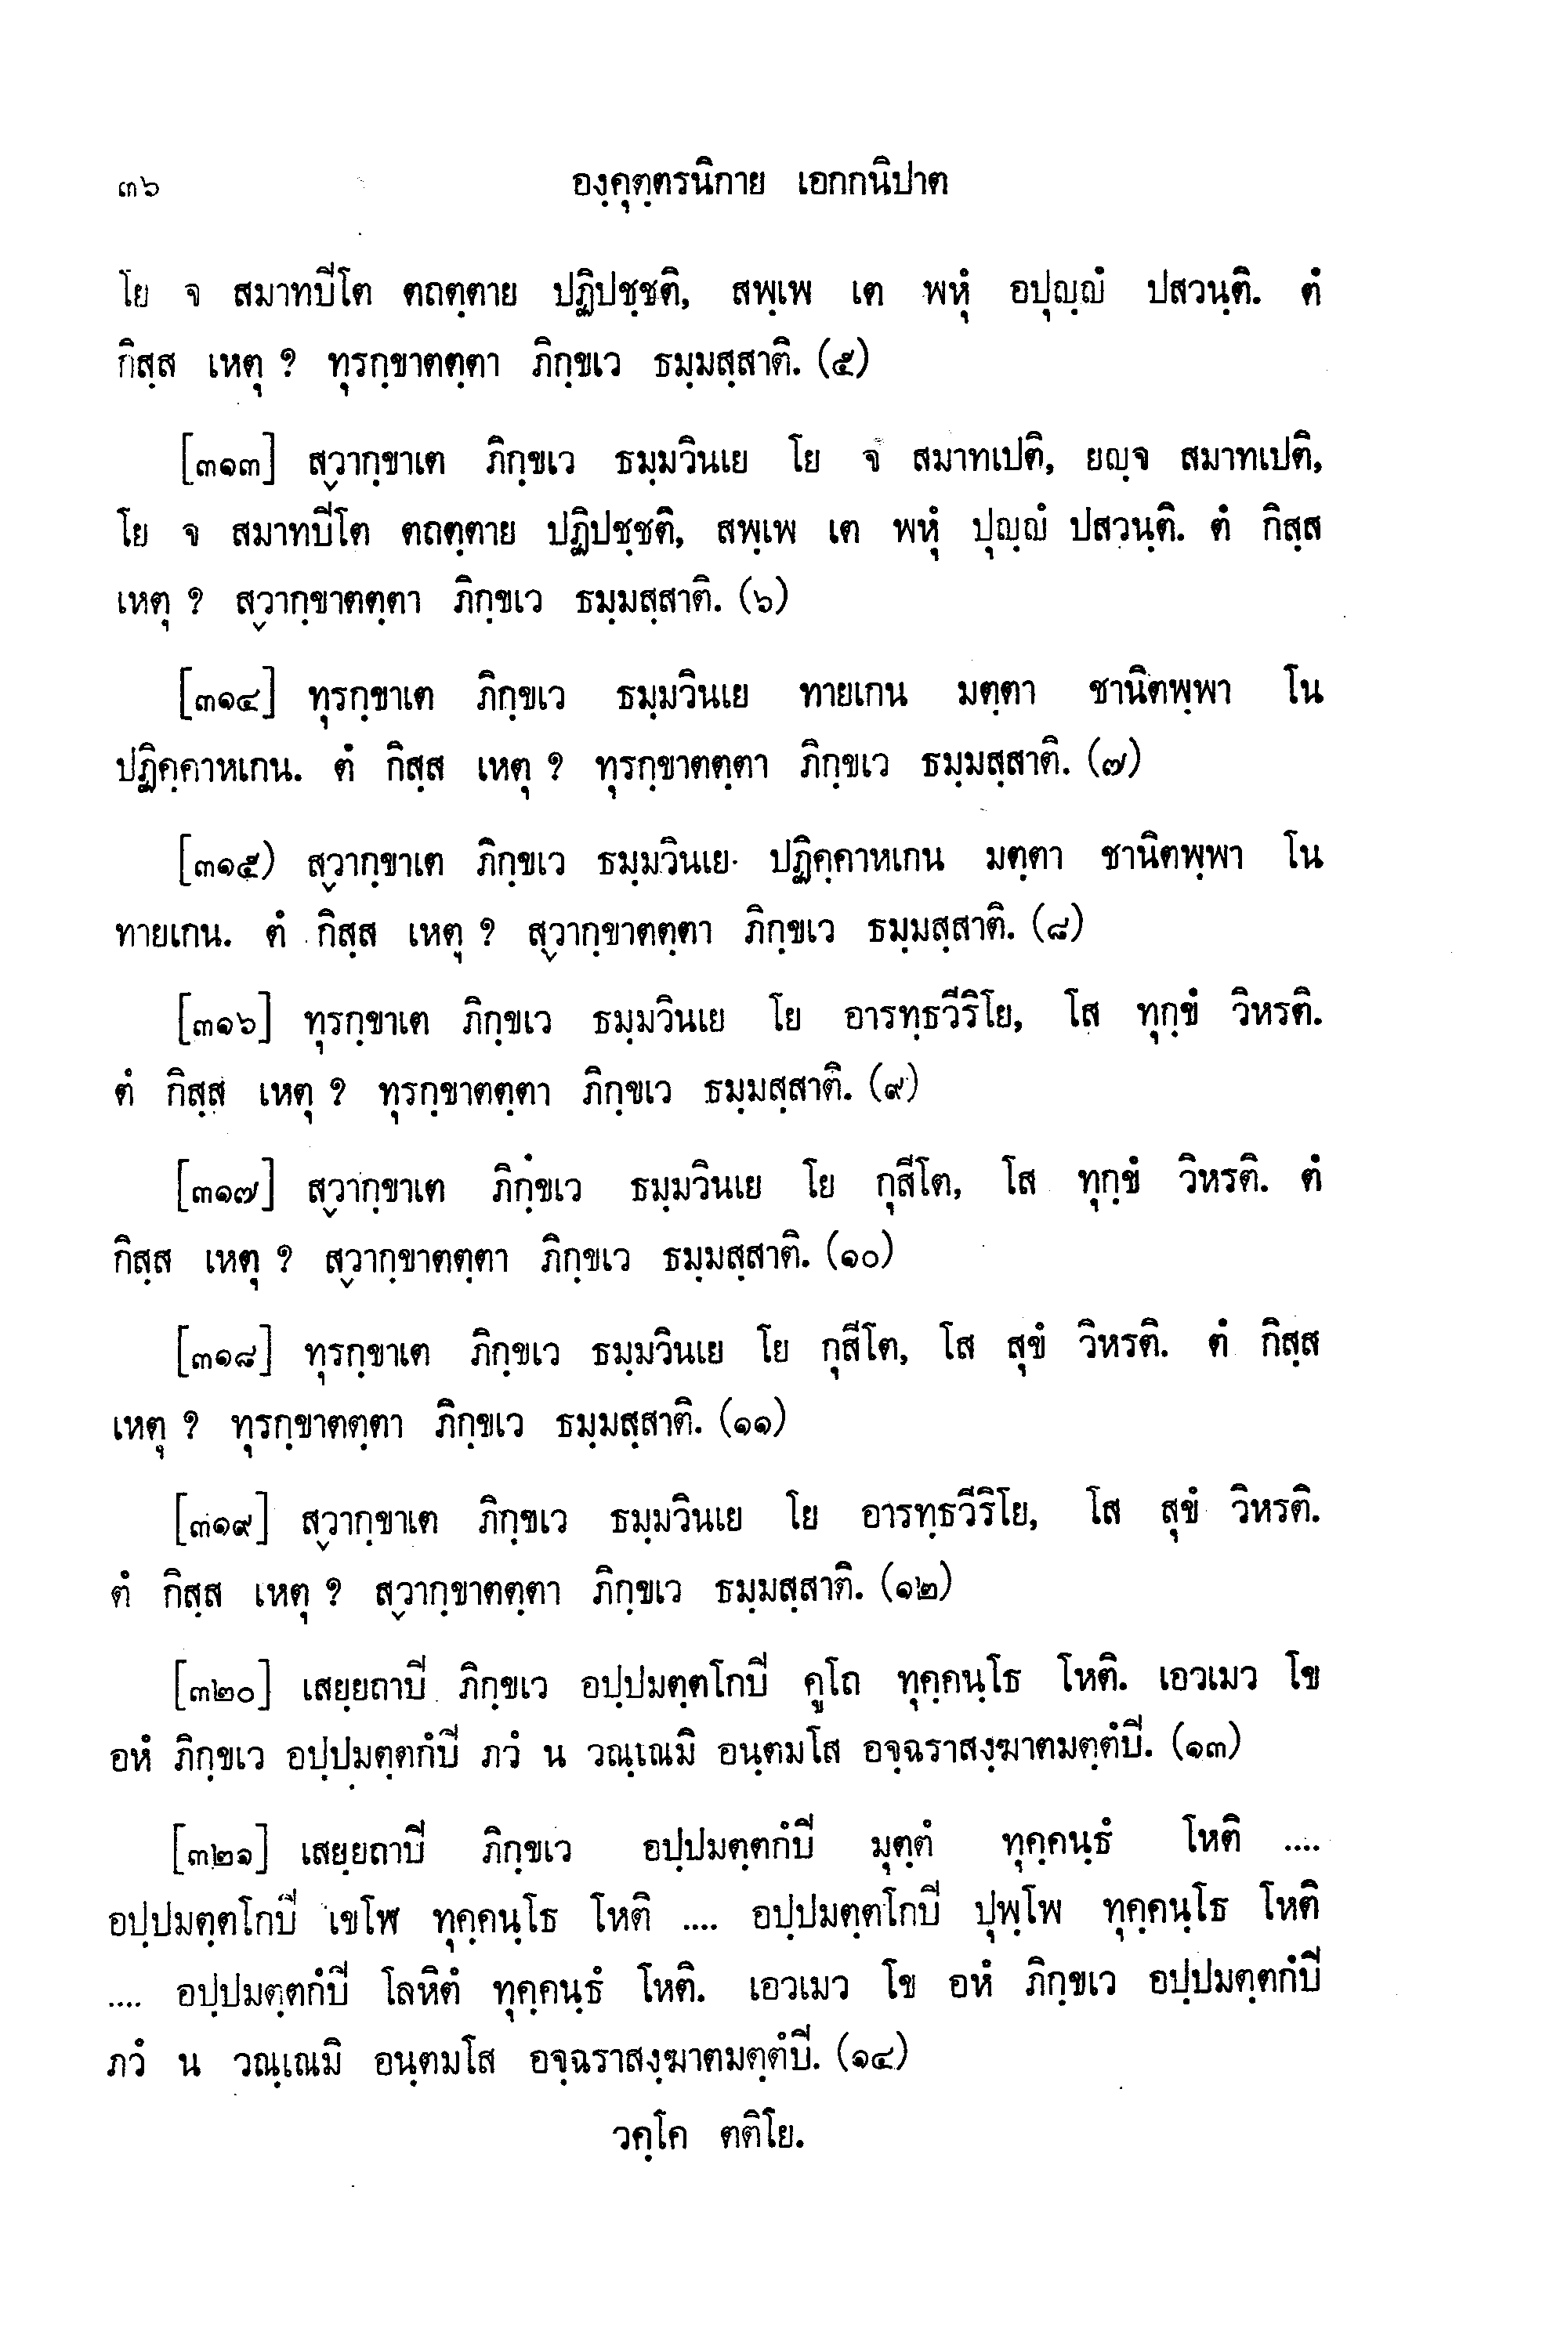 ๓๖ องฺคุตฺตรนิกาย เอกกนิปาต
โย จ สมาทปิโต ตถตฺตาย ปฏิปชฺชติ, สพฺเพ เต พหุํ อปุญฺญํ ปสวนฺติ. ตํ
กิสฺส เหตุ ? ทุรกฺขาตตฺตา ภิกฺขเว ธมฺมสฺสาติ. (๕)
[๓๑๓] สฺวากฺขาเต ภิกฺขเว ธมฺมวินเย โย จ สมาทเปติ, ยญฺจ สมาทเปติ,
โย จ สมาทปิโต ตถตฺตาย ปฏิปชฺชติ, สพฺเพ เต พหุํ ปุญฺญํ ปสวนฺติ. ตํ กิสฺส
เหตุ ? สฺวากฺขาตตฺตา ภิกฺขเว ธมฺมสฺสาติ. (๖)
[๓๑๔] ทุรกฺขาเต ภิกฺขเว ธมฺมวินเย ทายเกน มตฺตา ชานิตพฺพา โน
ปฏิคฺคาหเกน. ตํ กิสฺส เหตุ ? ทุรกฺขาตตฺตา ภิกฺขเว ธมฺมสฺสาติ. (๗)
[๓๑๕) สฺวากฺขาเต ภิกฺขเว ธมฺมวินเย ปฏิคฺคาหเกน มตฺตา ชานิตพฺพา โน
ทายเกน. ตํ กิสฺส เหตุ ? สฺวากฺขาตตฺตา ภิกฺขเว ธมฺมสฺสาติ. (๘)
[๓๑๖] ทุรกฺขาเต ภิกฺขเว ธมฺมวินเย โย อารทฺธวีริโย, โส ทุกฺขํ วิหรติ.
ตํ กิสฺส เหตุ ? ทุรกฺขาตตฺตา ภิกฺขเว ธมฺมสฺสาติ. (๙)
[๓๑๗] สฺวากฺขาเต ภิกฺขเว ธมฺมวินเย โย กุสีโต, โส ทุกฺขํ วิหรติ. ตํ
กิสฺส เหตุ ? สฺวากฺขาตตฺตา ภิกฺขเว ธมฺมสฺสาติ. (๑๐)
[๓๑๘] ทุรกฺขาเต ภิกฺขเว ธมฺมวินเย โย กุสีโต, โส สุขํ วิหรติ. ตํ กิสฺส
เหตุ ? ทุรกฺขาตตฺตา ภิกฺขเว ธมฺมสฺสาติ. (๑๑)
[๓๑๙] สฺวากฺขาเต ภิกฺขเว ธมฺมวินเย โย อารทฺธวีริโย, โส สุขํ วิหรติ.
ตํ กิสฺส เหตุ ? สฺวากฺขาตตฺตา ภิกฺขเว ธมฺมสฺสาติ. (๑๒)
[๓๒๐] เสยฺยถาปิ ภิกฺขเว อปฺปมตฺตโกปิ คูโถ ทุคฺคนฺโธ โหติ. เอวเมว โข
อหํ ภิกฺขเว อปฺปมตฺตกํปิ ภวํ น วณฺเณมิ อนฺตมโส อจฺฉราสงฺฆาตมตฺตํปิ. (๑๓)
[๓๒๑] เสยฺยถาปิ ภิกฺขเว อปฺปมตฺตกํปิ มุตฺตํ ทุคฺคนฺธํ โหติ ....
อปฺปมตฺตโกปิ เขโฬ ทุคฺคนฺโธ โหติ .... อปฺปมตฺตโกปิ ปุพฺโพ ทุคฺคนฺโธ โหติ
.... อปฺปมตฺตกํปิ โลหิตํ ทุคฺคนฺธํ โหติ. เอวเมว โข อหํ ภิกฺขเว อปฺปมตฺตกํปิ
ภวํ น วณฺเณมิ อนฺตมโส อจฺฉราสงฺฆาตมตฺตํปิ. (๑๔)
วคฺโค ตติโย.